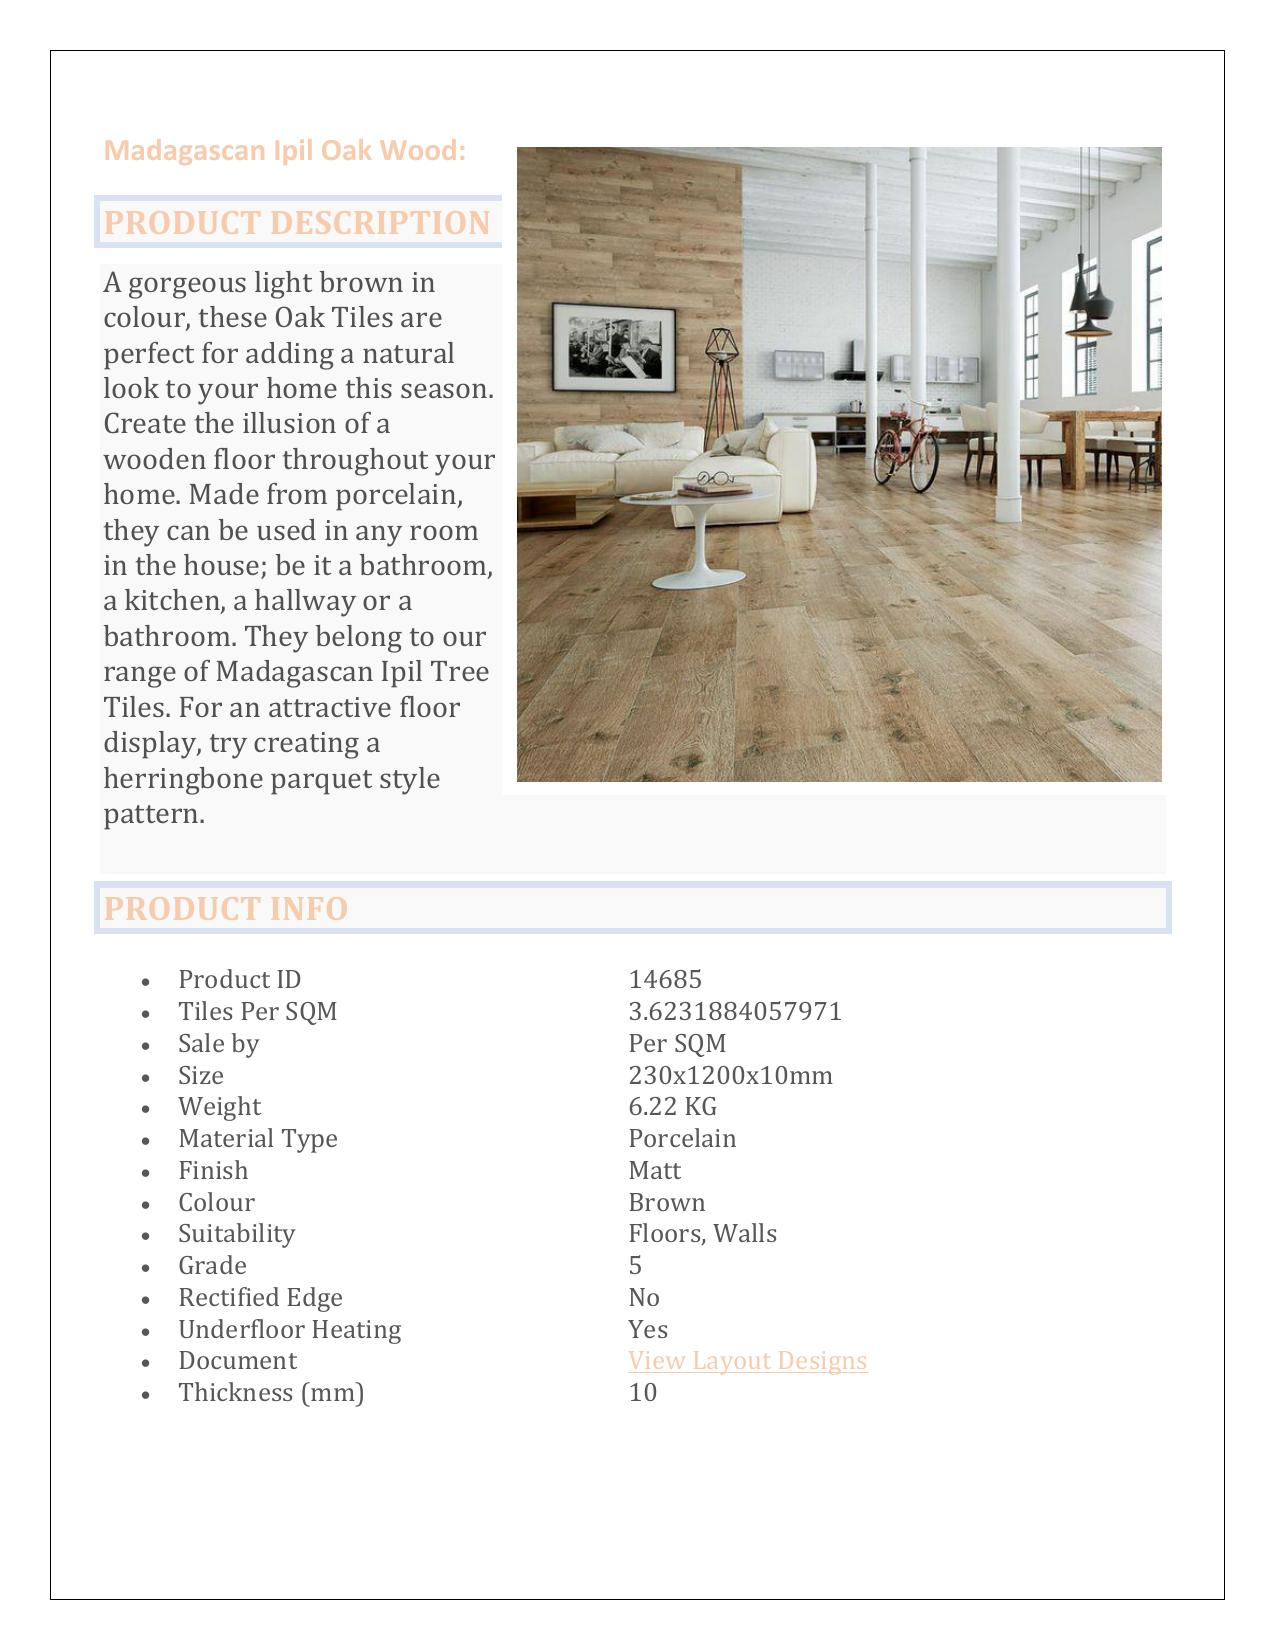 Madagascan Ipil Oak Wood:
PRODUCT DESCRIPTION
A gorgeous light brown in
colour, these Oak Tiles are
perfect for adding a natural
look to your home this season.
Create the illusion of a
wooden floor throughout your
home. Made from porcelain,
they can be used in any room
in the house; be it a bathroom,
a kitchen, a hallway or a
bathroom. They belong to our
range of Madagascan Ipil Tree
Tiles. For an attractive floor
display, try creating a
herringbone parquet style
pattern.
PRODUCT INFO
• Product ID 14685
• Tiles Per SQM 3.6231884057971
• Sale by Per SQM
• Size 230x1200x10mm
• Weight 6.22 KG
• Material Type Porcelain
• Finish Matt
• Colour Brown
• Suitability Floors, Walls
• Grade 5
• Rectified Edge No
• Underfloor Heating Yes
• Document View Layout Designs
• Thickness (mm) 10